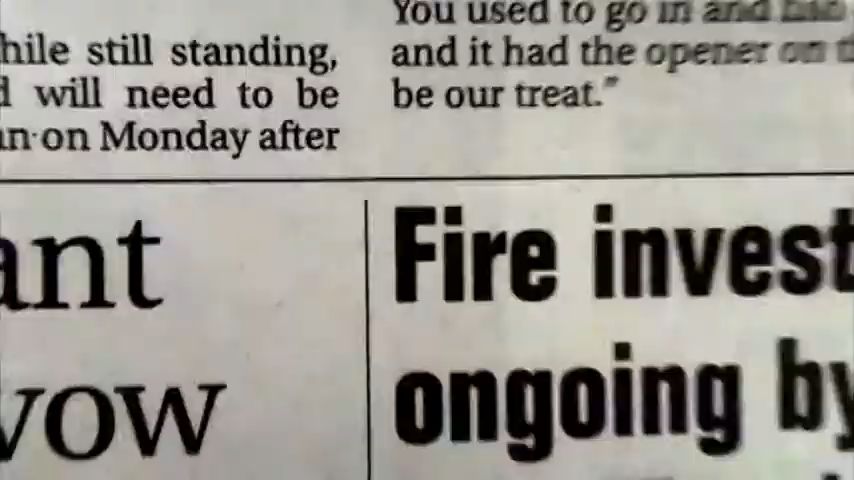 hile still standing,
will need to be
on Monday after
You used to go in and
and it had the opener on
be our treat."
ant
vow
Fire invest
ongoing by